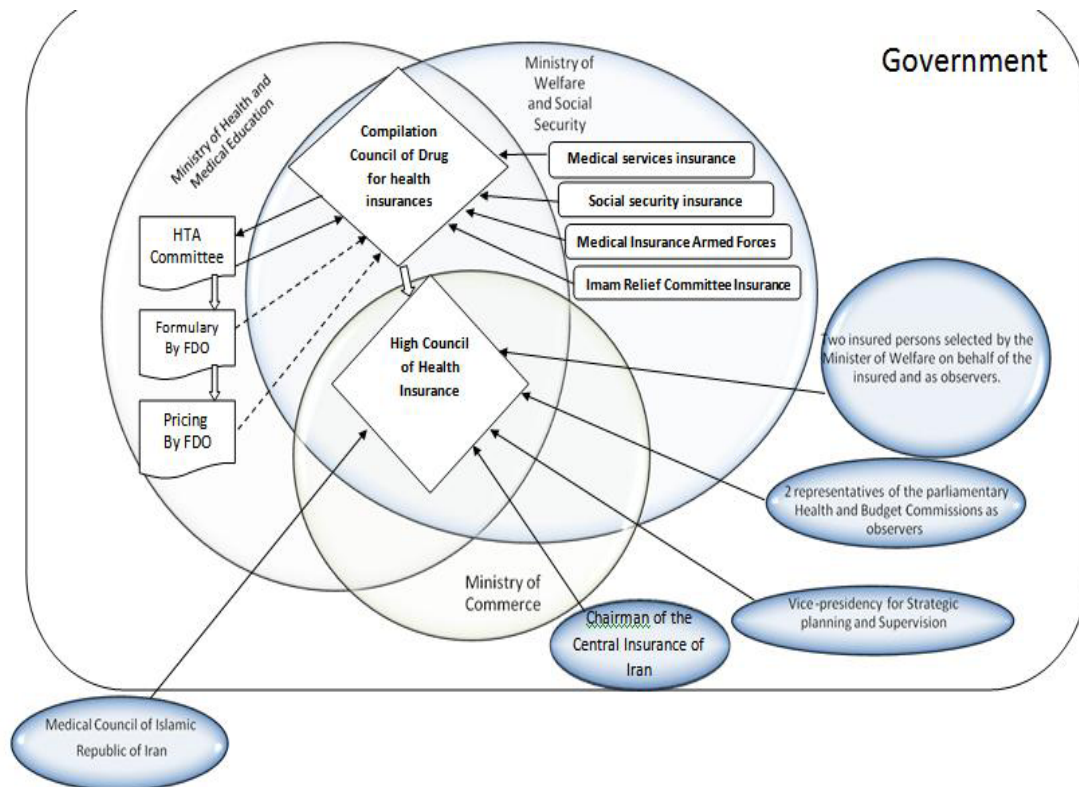 Government
Ministry of
Welfare
and Social
Security
Ministry of Health and
Medical Education
Compilation
Council of Drug
for health
insurances
Medical services insurance
Social security insurance
Medical Insurance Armed Forces
Imam Relief Committee Insurance
HTA
Committee
Formulary
By FDO
Pricing
By FDO
High Council
of Health
Insurance
Two insured persons selected by the
Minister of Welfare on behalf of the
insured and as observers.
2 representatives of the parliamentary
Health and Budget Commissions as
observers
Ministry of
Commerce
Vice-presidency for Strategic
planning and Supervision
Chairman of the
Central Insurance of
Iran
Medical Council of Islamic
Republic of Iran